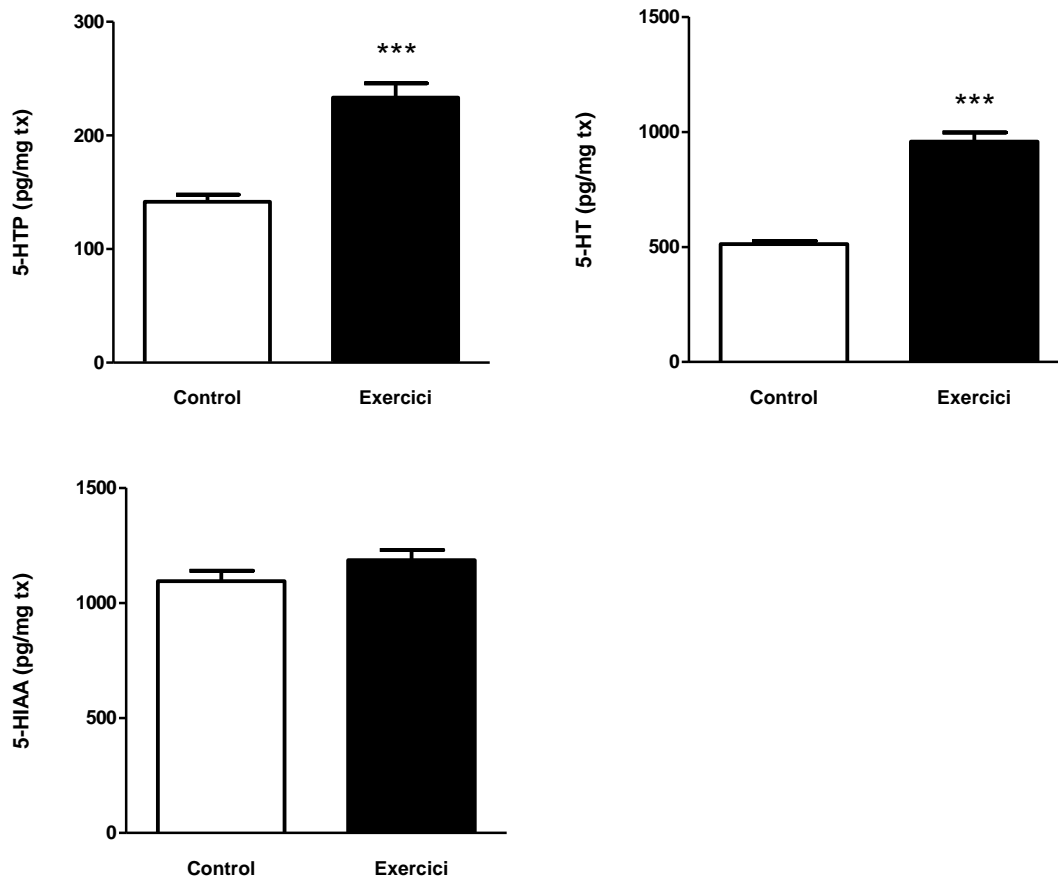 5-HTP (pg/mg tx)
300
200
100
0
***
Control
Exercici
5-HT (pg/mg tx)
1500
1000
500
0
***
Control
Exercici
5-HIAA (pg/mg tx)
1500
1000
500
0
Control
Exercici